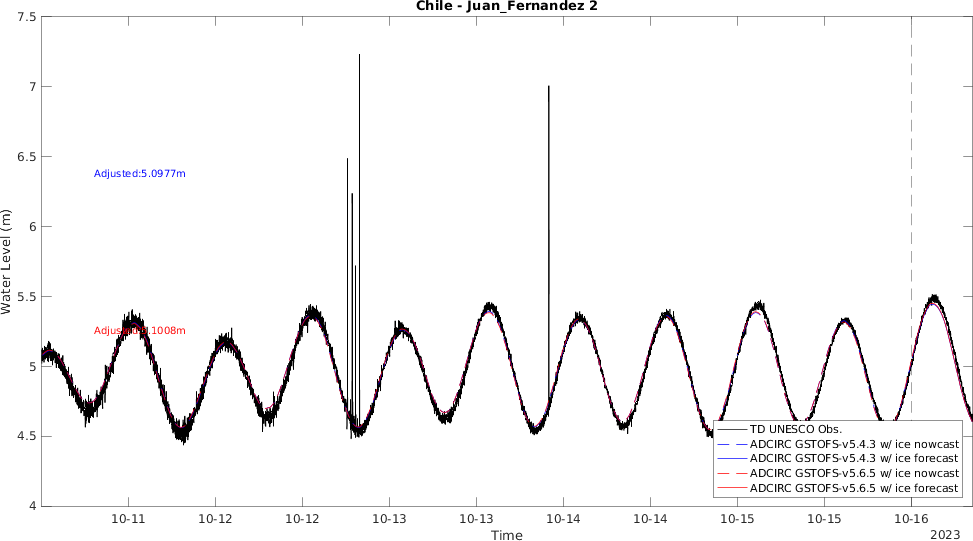 Chile - Juan_Fernandez 2
7.5
7
6.5
6
5.5
5
4.5
4
Water Level (m)
Adjusted:5.0977m
Adjusted:5.1008m
TD UNESCO Obs.
ADCIRC GSTOFS-v5.4.3 w/ ice nowcast
ADCIRC GSTOFS-v5.4.3 w/ ice forecast
ADCIRC GSTOFS-v5.6.5 w/ ice nowcast
ADCIRC GSTOFS-v5.6.5 w/ ice forecast
10-11 10-12 10-12 10-13 10-13 10-14 10-14 10-15 10-15 10-16
Time
2023